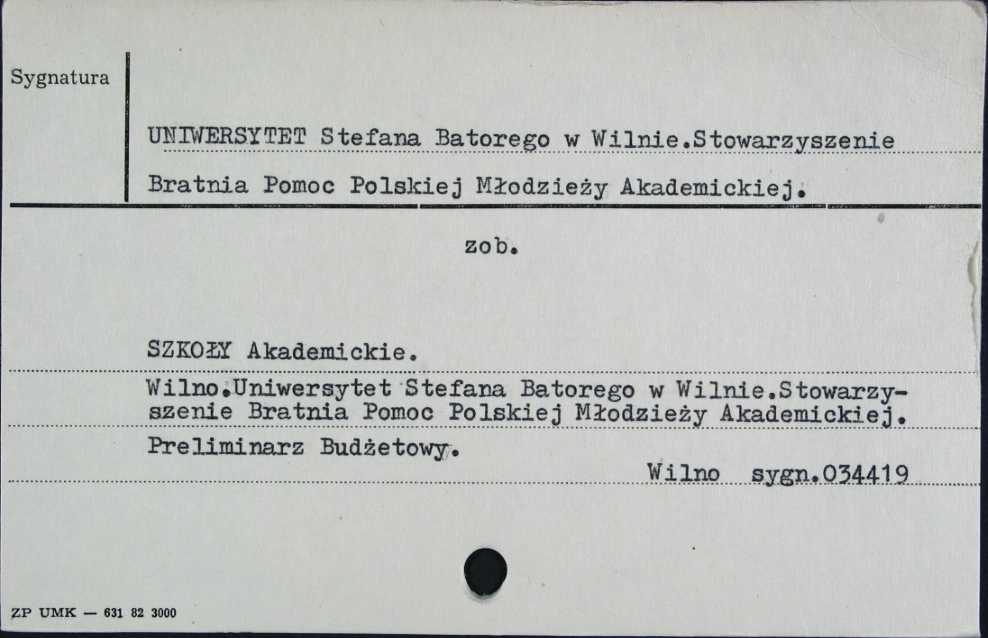 Sygnatura
UNIWERSYTET Stefana Batorego w Wilnie.Stowarzyszenie
Bratnia Pomoc Polskiej Młodzieży Akademickiej.
zob.
SZKOŁY Akademickie.
Wilno.Uniwersytet Stefana Batorego w Wilnie.Stowarzy-
szenie Bratnia Pomoc Polskiej Młodzieży Akademickiej.
Preliminarz Budżetowy.
Wilno sygn.034419
ZP UMK — 631 82 3000